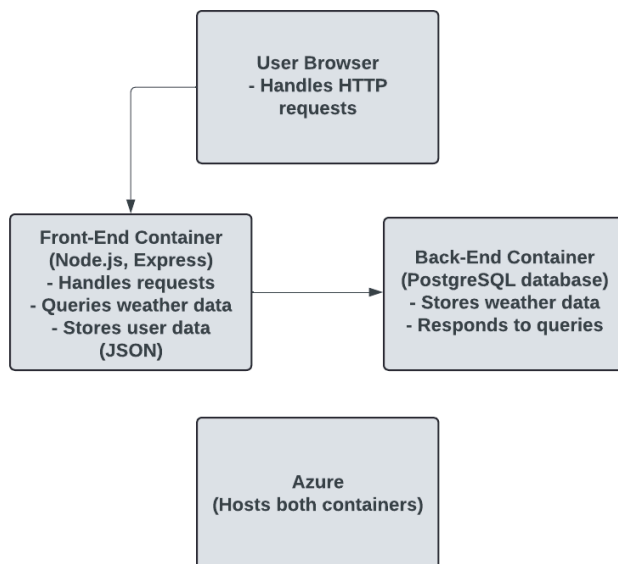 User Browser
- Handles HTTP
requests
Front-End Container
(Node.js, Express)
- Handles requests
- Queries weather data
- Stores user data
(JSON)
Back-End Container
(PostgreSQL database)
- Stores weather data
- Responds to queries
Azure
(Hosts both containers)